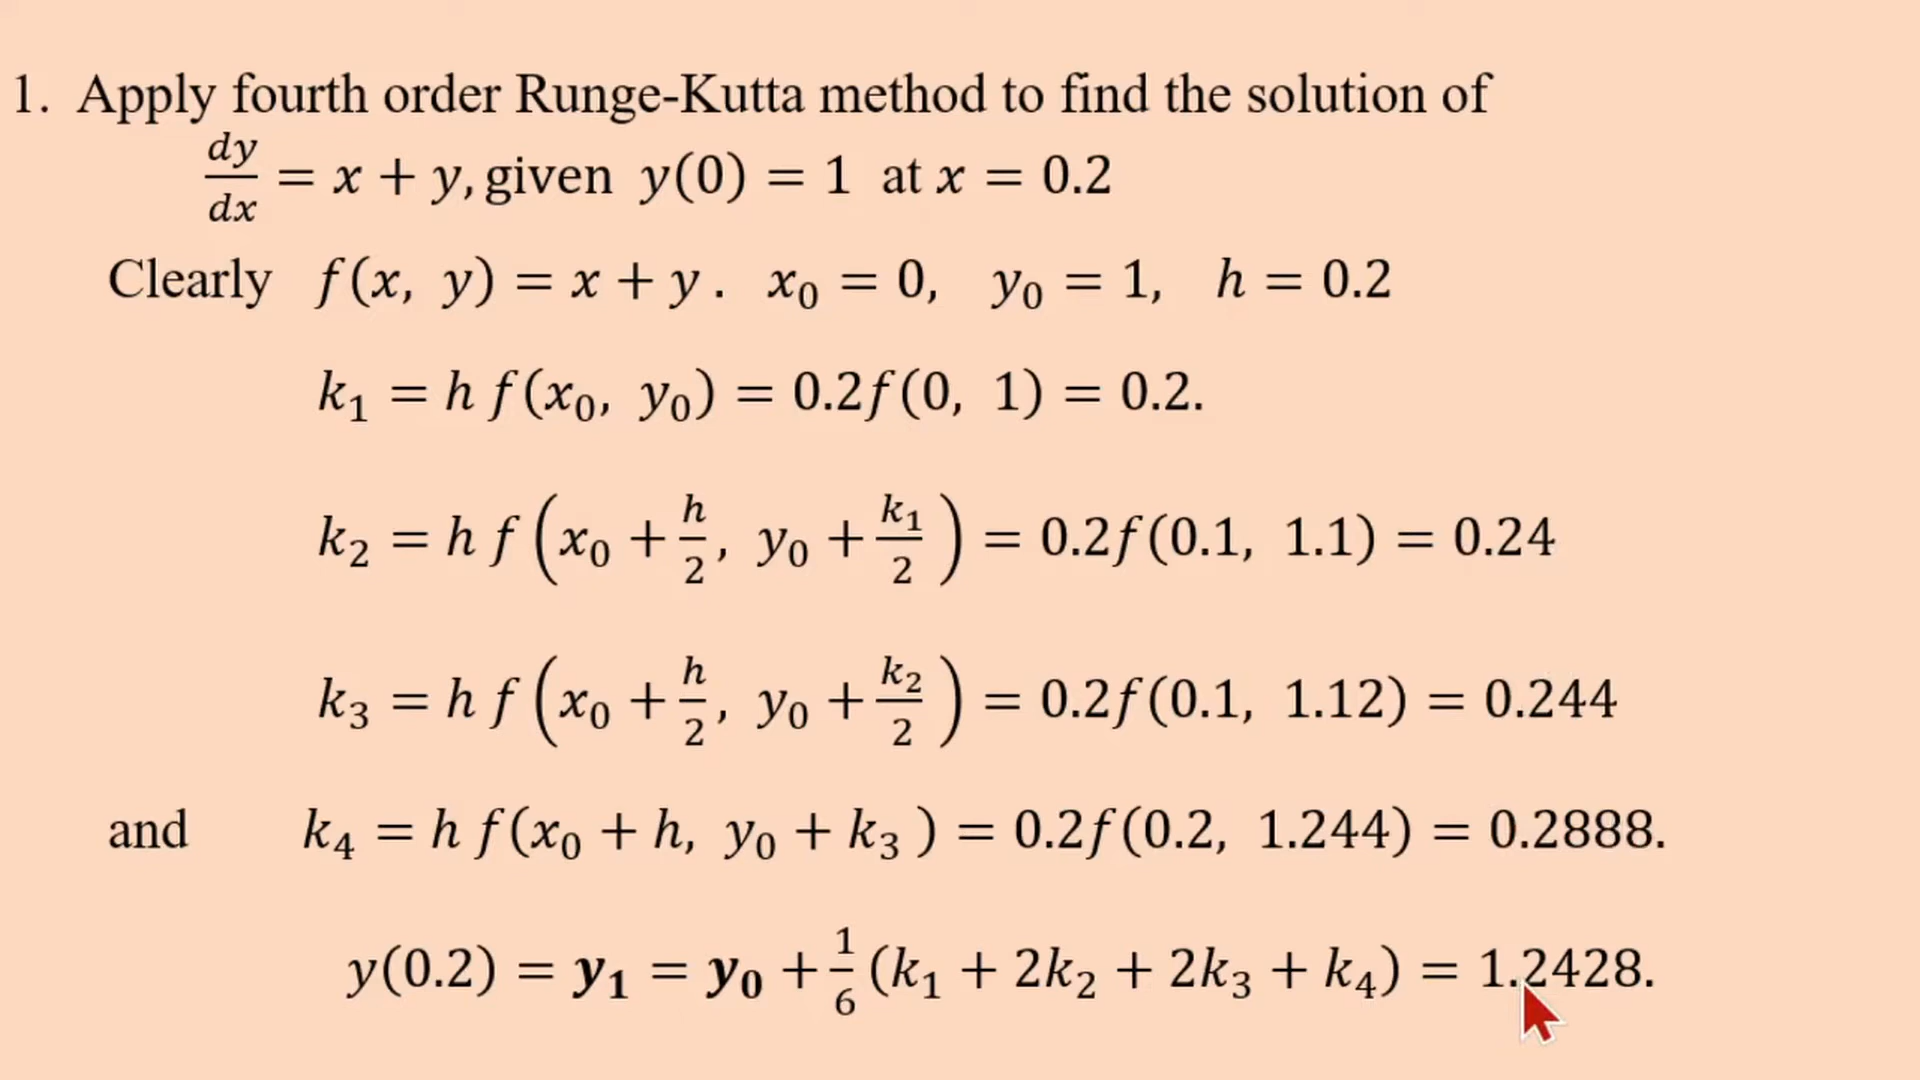 1. Apply fourth order Runge-Kutta method to find the solution of
dy/dx = x + y, given y(0) = 1 at x = 0.2
Clearly f(x, y) = x + y. x₀ = 0, y₀ = 1, h = 0.2
k₁ = h f(x₀, y₀) = 0.2f(0, 1) = 0.2.
k₂ = h f(x₀ + h/2, y₀ + k₁/2) = 0.2f(0.1, 1.1) = 0.24
k₃ = h f(x₀ + h/2, y₀ + k₂/2) = 0.2f(0.1, 1.12) = 0.244
and k₄ = h f(x₀ + h, y₀ + k₃) = 0.2f(0.2, 1.244) = 0.2888.
y(0.2) = y₁ = y₀ + 1/6 (k₁ + 2k₂ + 2k₃ + k₄) = 1.2428.